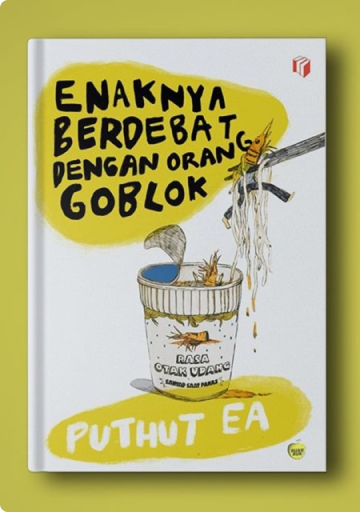 ENAKNYA
BERDEBAT
DENGAN ORANG
GOBLOK
RASA
OTAK UDANG
PUTHUT EA